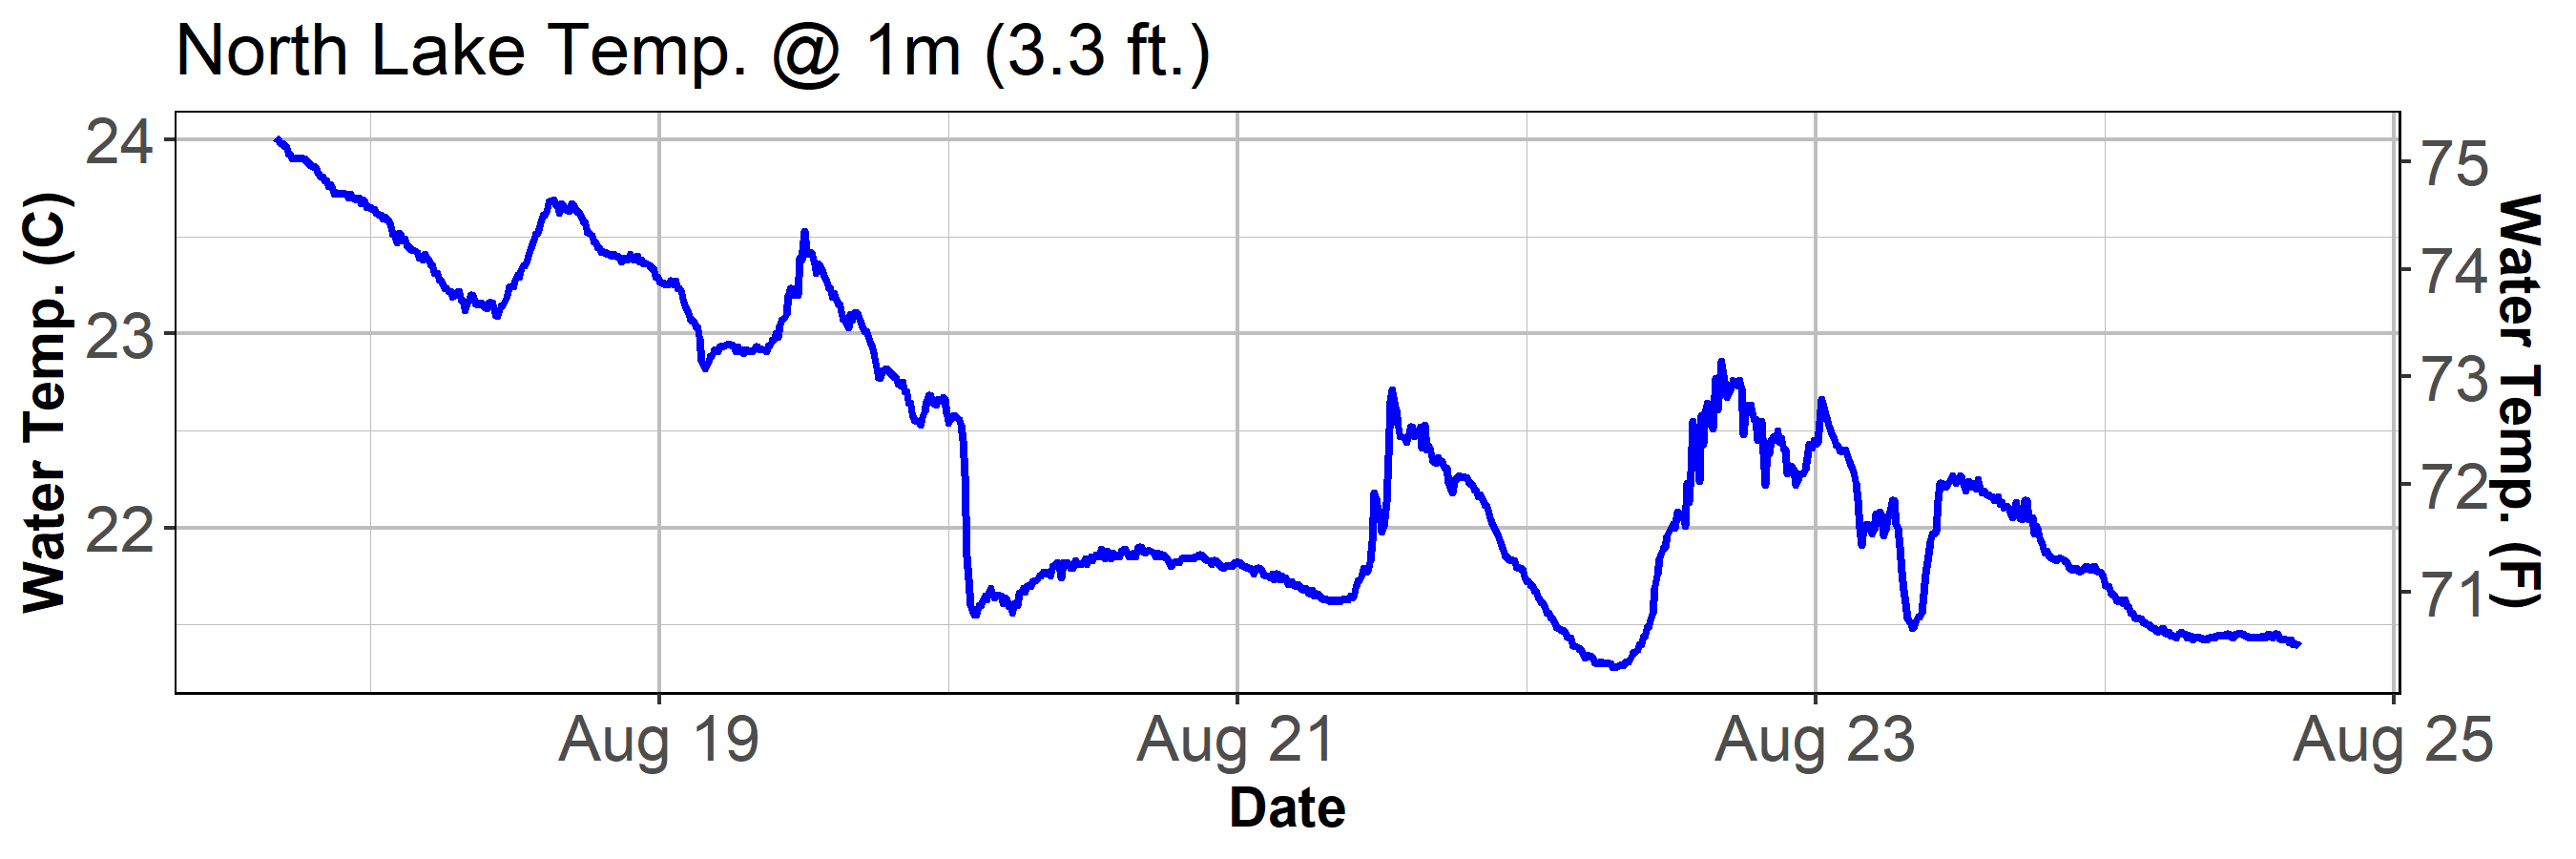 North Lake Temp. @ 1m (3.3 ft.)
Water Temp. (C)
24
23
22
75
74
73
72
71
Water Temp. (F)
Aug 19
Aug 21
Aug 23
Aug 25
Date